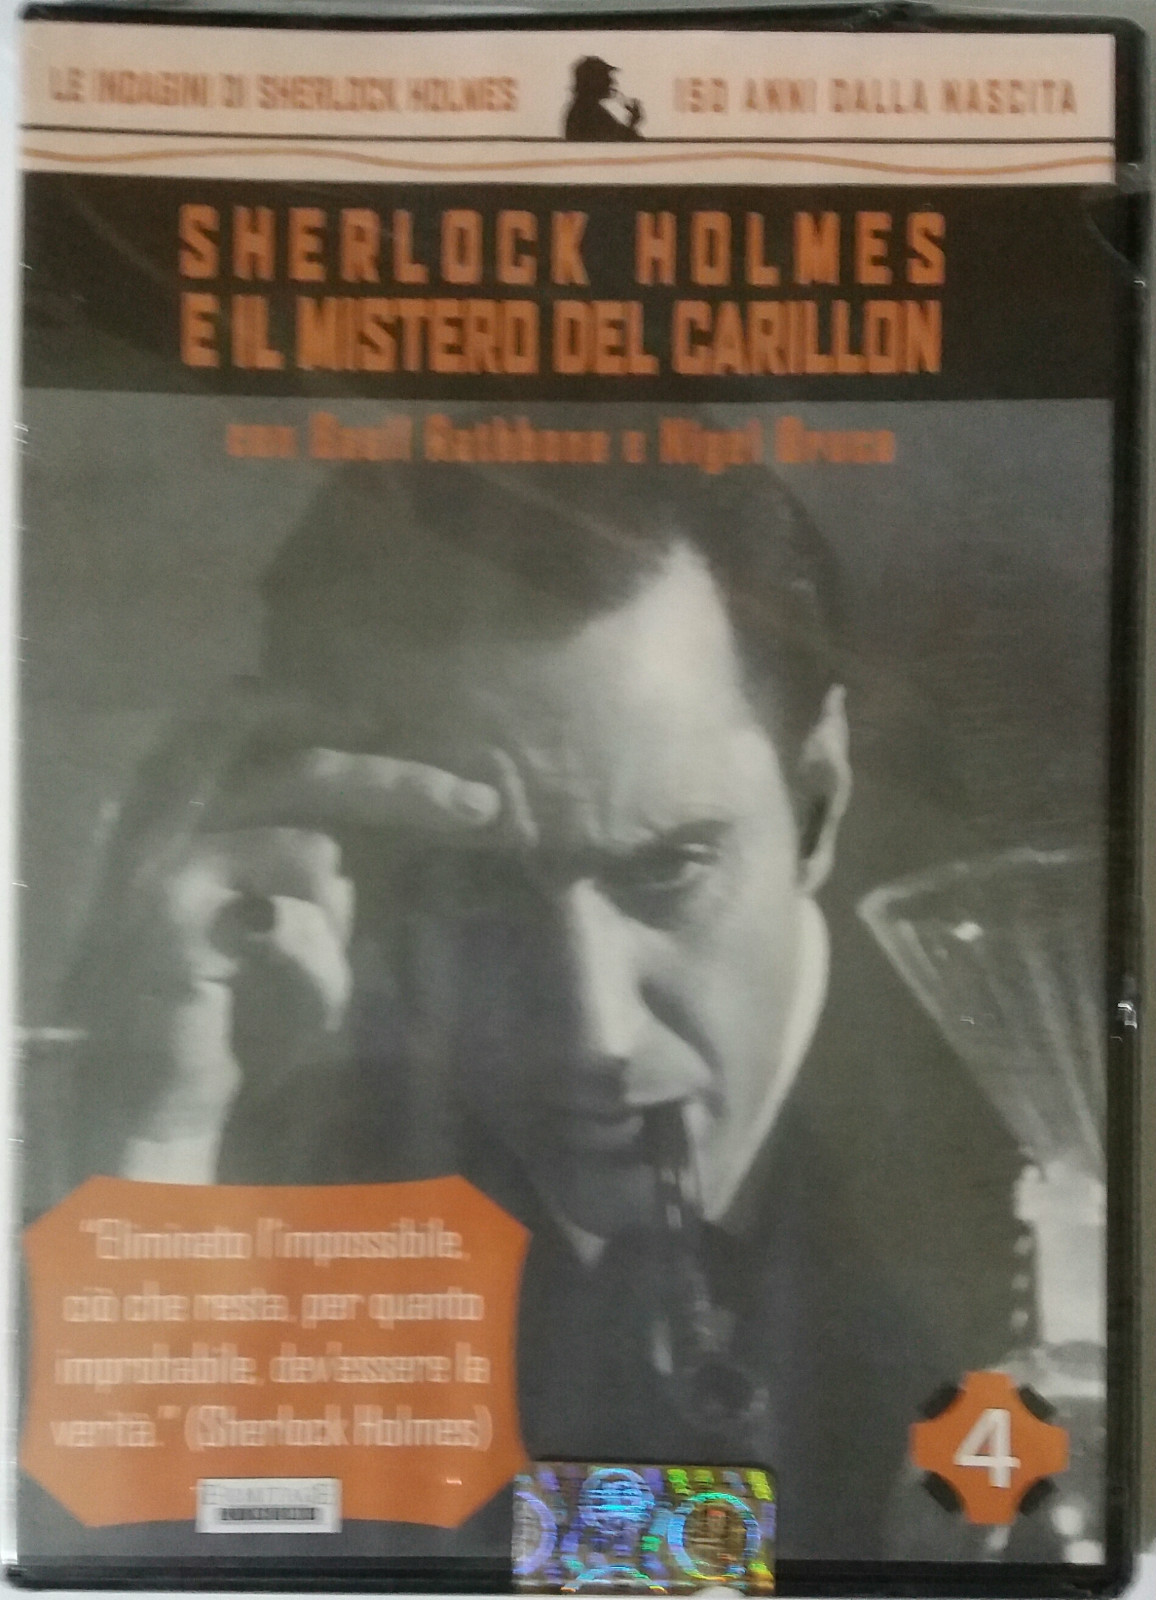 LE INDAGINI DI SHERLOCK HOLMES 150 ANNI DALLA NASCITA
SHERLOCK HOLMES
E IL MISTERO DEL CARILLON
con Basil Rathbone e Nigel Bruce
"Eliminato l'impossibile,
ciò che resta, per quanto
improbabile, dev'essere la
verità." (Sherlock Holmes)
ERMITAGE
4